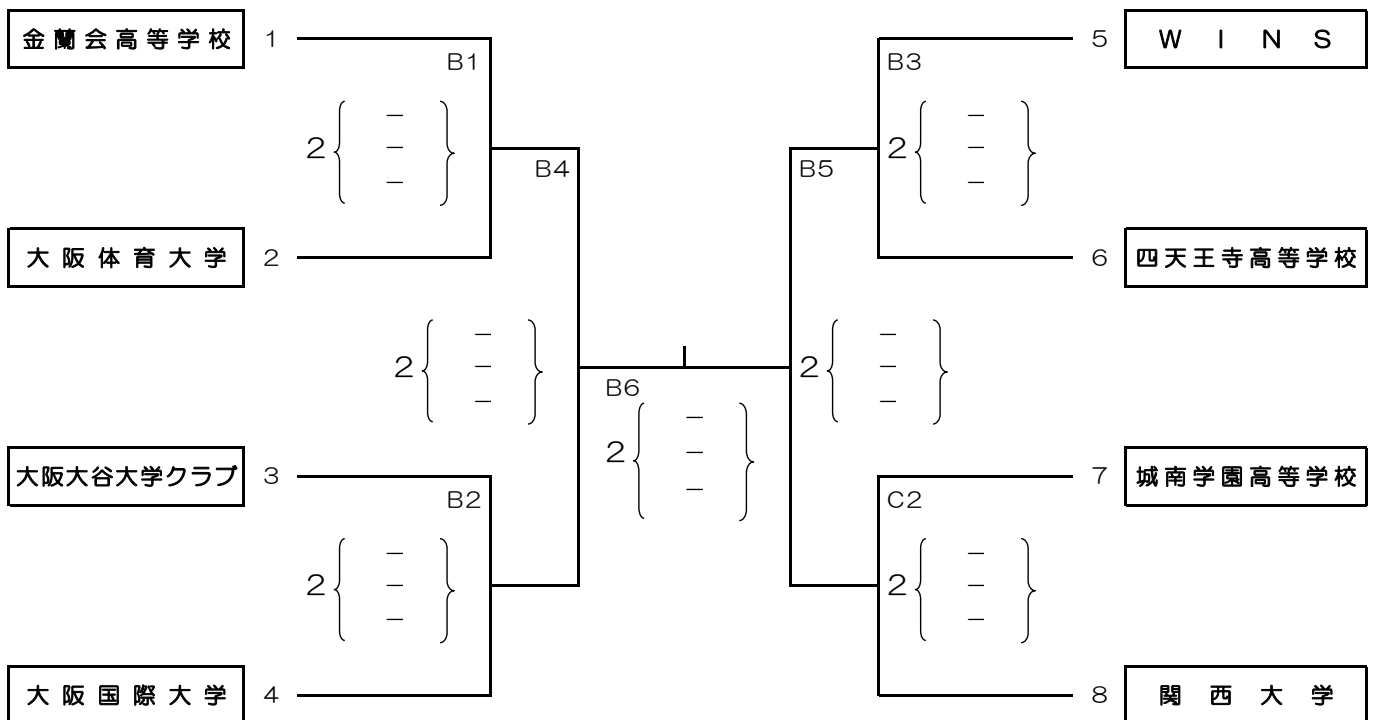 金蘭会高等学校 1
5 WINS
B1
B3
2 { - - - }
2 { - - - }
B4
B5
大阪体育大学 2
6 四天王寺高等学校
2 { - - - }
2 { - - - }
B6
2 { - - - }
大阪大谷大学クラブ 3
7 城南学園高等学校
B2
C2
2 { - - - }
2 { - - - }
大阪国際大学 4
8 関西大学